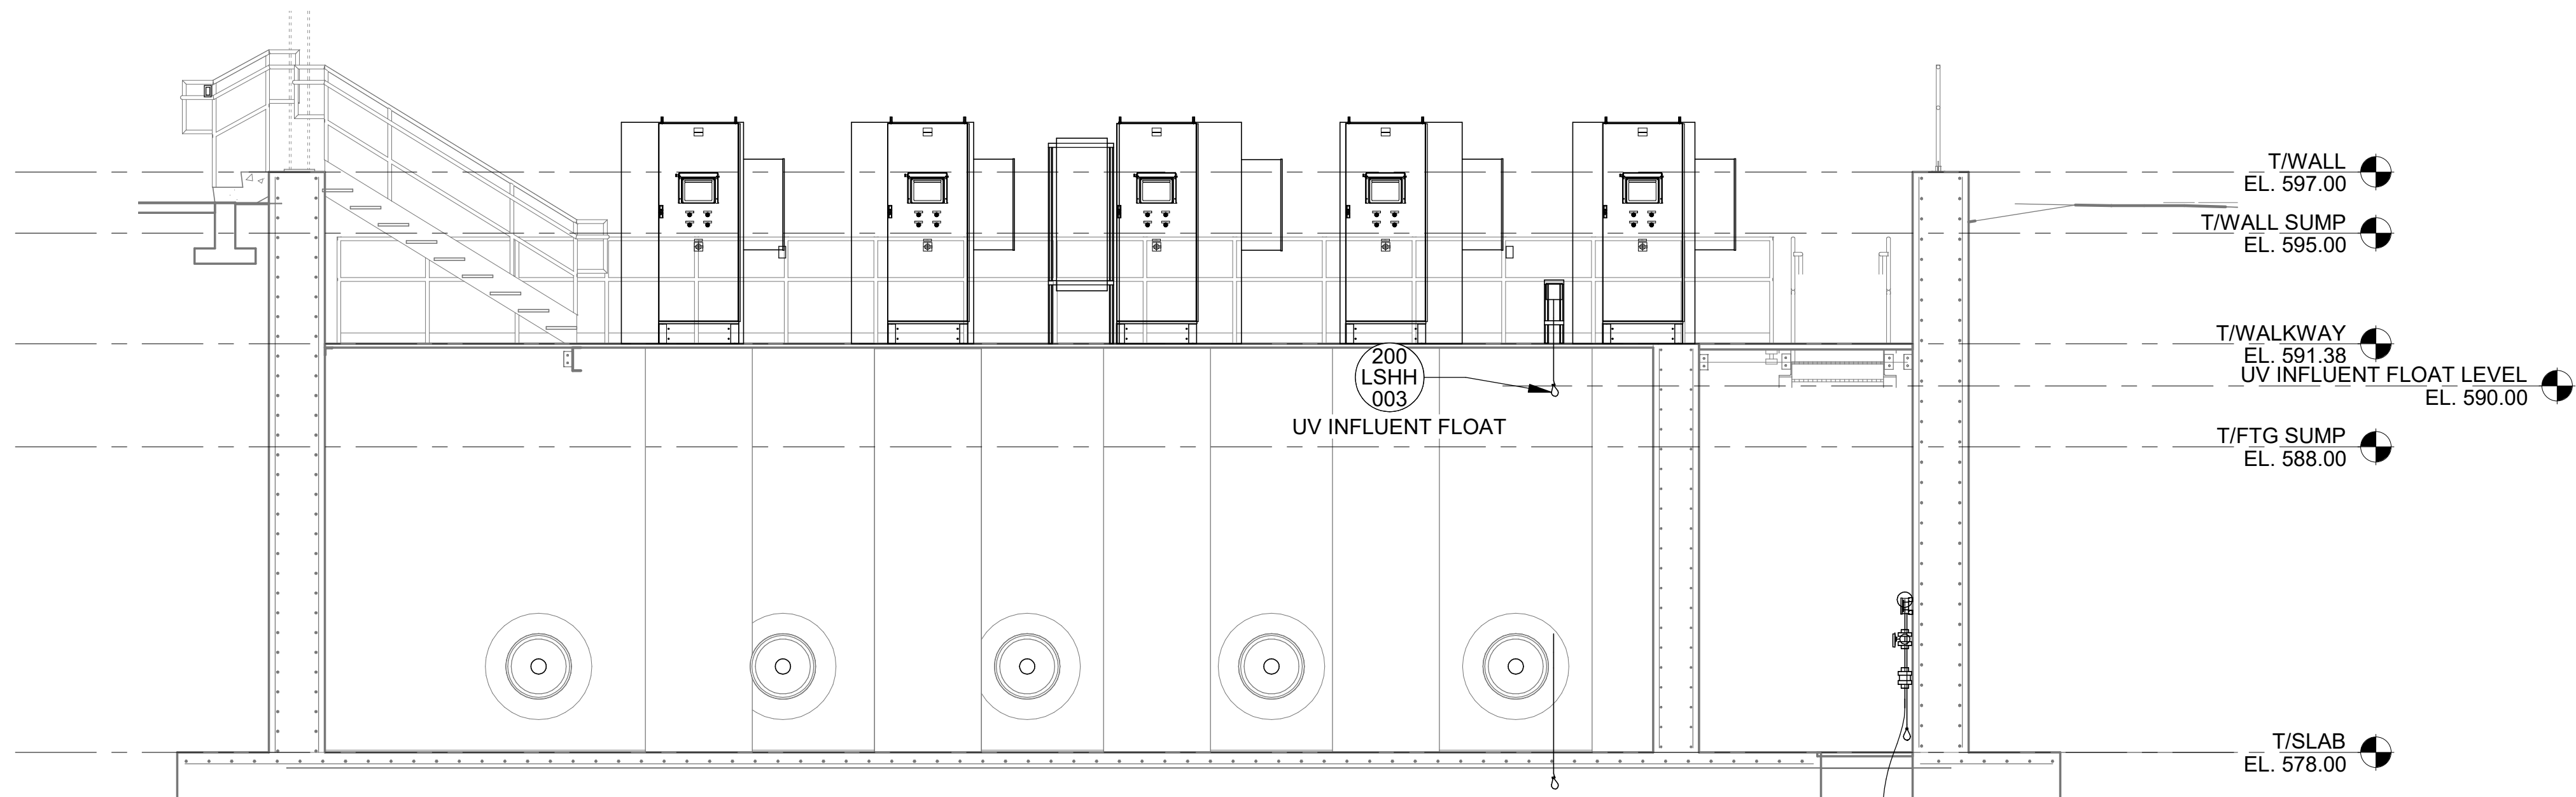 T/WALL
EL. 597.00
T/WALL SUMP
EL. 595.00
T/WALKWAY
EL. 591.38
UV INFLUENT FLOAT LEVEL
EL. 590.00
200
LSHH
003
UV INFLUENT FLOAT
T/FTG SUMP
EL. 588.00
T/SLAB
EL. 578.00